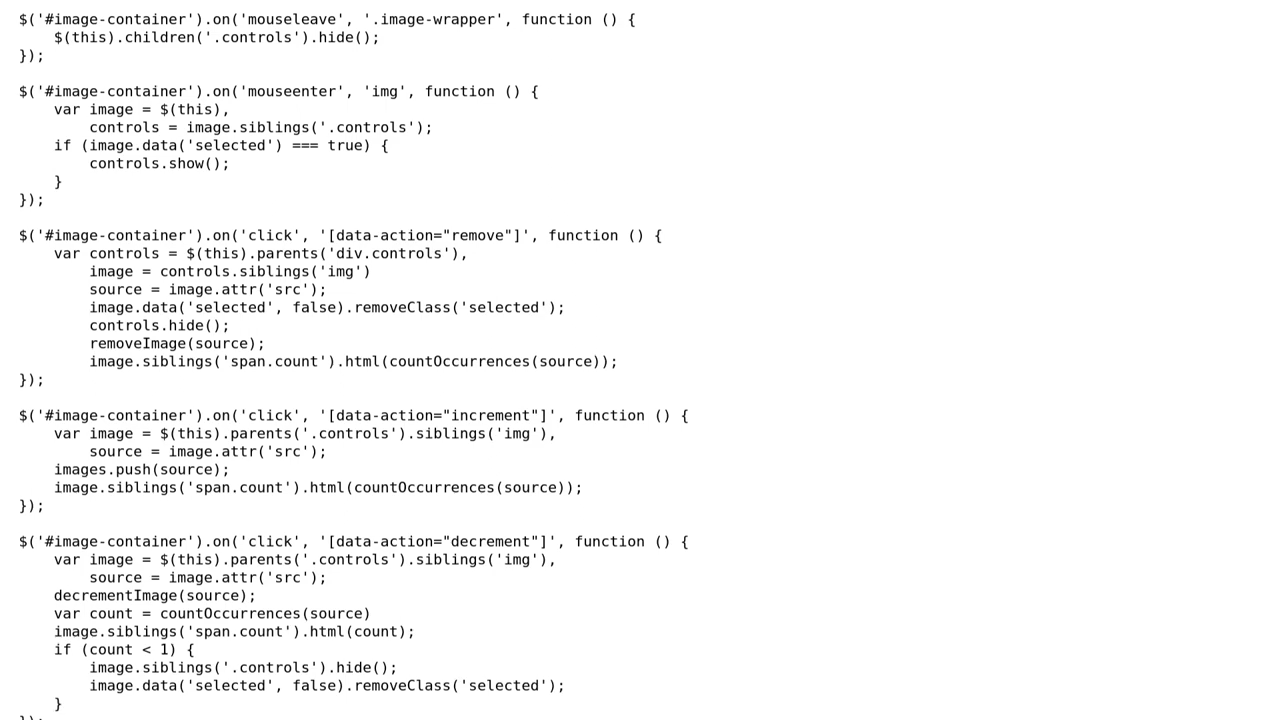 $('#image-container').on('mouseleave', '.image-wrapper', function () {
    $(this).children('.controls').hide();
});

$('#image-container').on('mouseenter', 'img', function () {
    var image = $(this),
        controls = image.siblings('.controls');
    if (image.data('selected') === true) {
        controls.show();
    }
});

$('#image-container').on('click', '[data-action="remove"]', function () {
    var controls = $(this).parents('div.controls'),
        image = controls.siblings('img')
        source = image.attr('src');
        image.data('selected', false).removeClass('selected');
        controls.hide();
        removeImage(source);
        image.siblings('span.count').html(countOccurrences(source));
});

$('#image-container').on('click', '[data-action="increment"]', function () {
    var image = $(this).parents('.controls').siblings('img'),
        source = image.attr('src');
    images.push(source);
    image.siblings('span.count').html(countOccurrences(source));
});

$('#image-container').on('click', '[data-action="decrement"]', function () {
    var image = $(this).parents('.controls').siblings('img'),
        source = image.attr('src');
    decrementImage(source);
    var count = countOccurrences(source)
    image.siblings('span.count').html(count);
    if (count < 1) {
        image.siblings('.controls').hide();
        image.data('selected', false).removeClass('selected');
    }
});